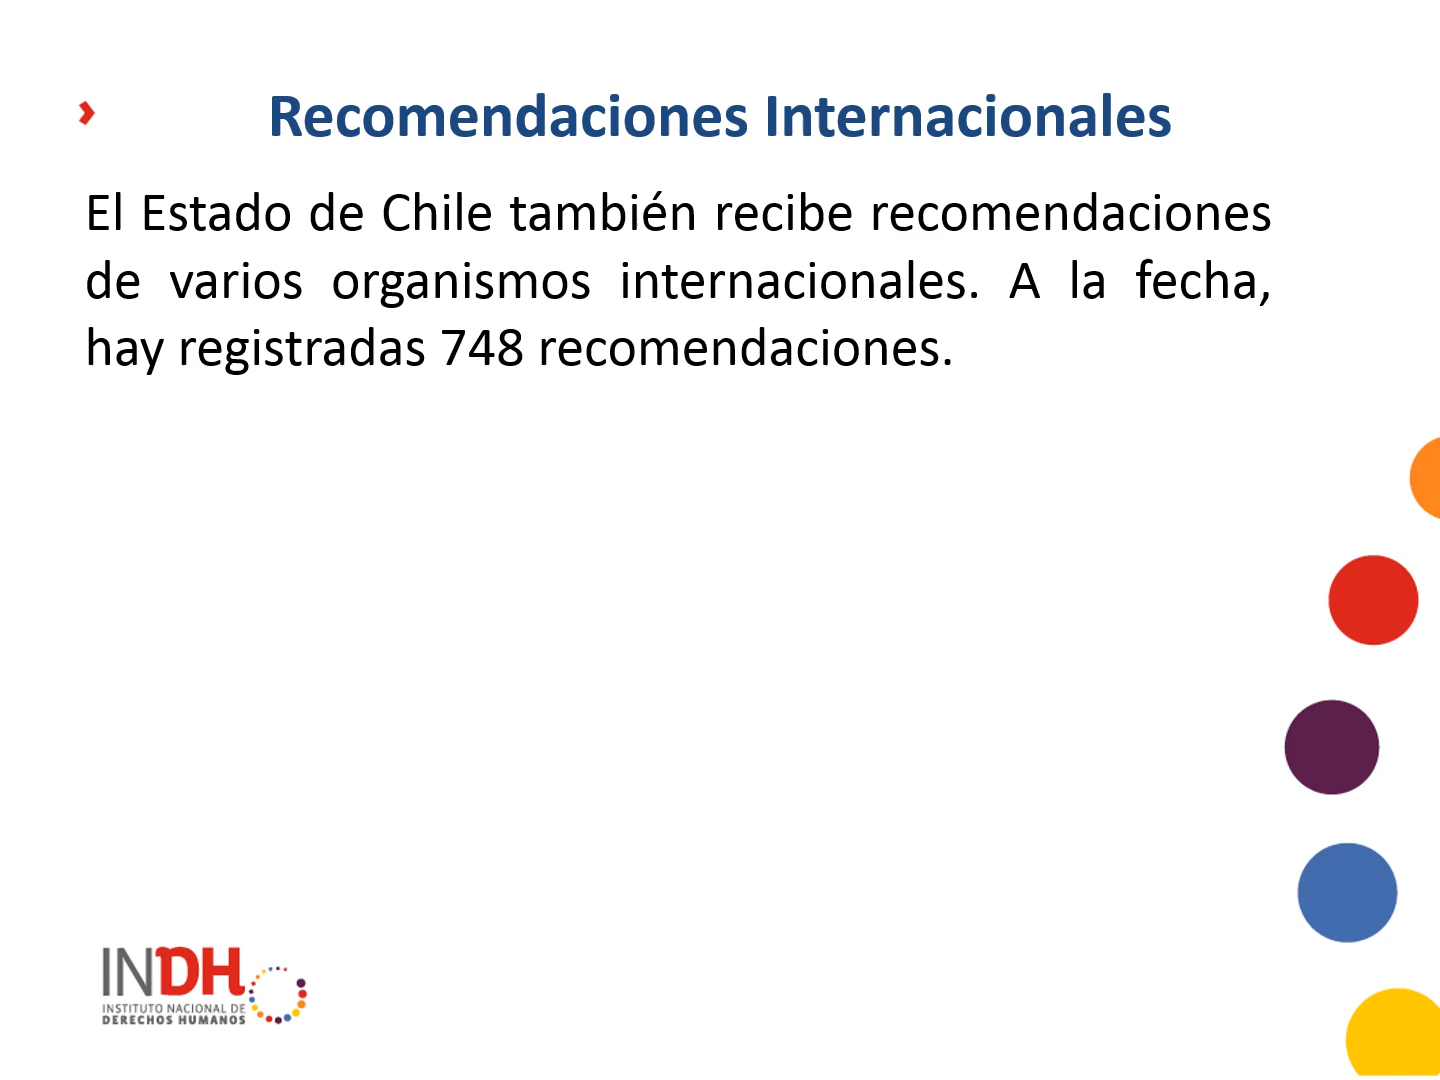 Recomendaciones Internacionales
El Estado de Chile también recibe recomendaciones
de varios organismos internacionales. A la fecha,
hay registradas 748 recomendaciones.
INDH
INSTITUTO NACIONAL DE
DERECHOS HUMANOS